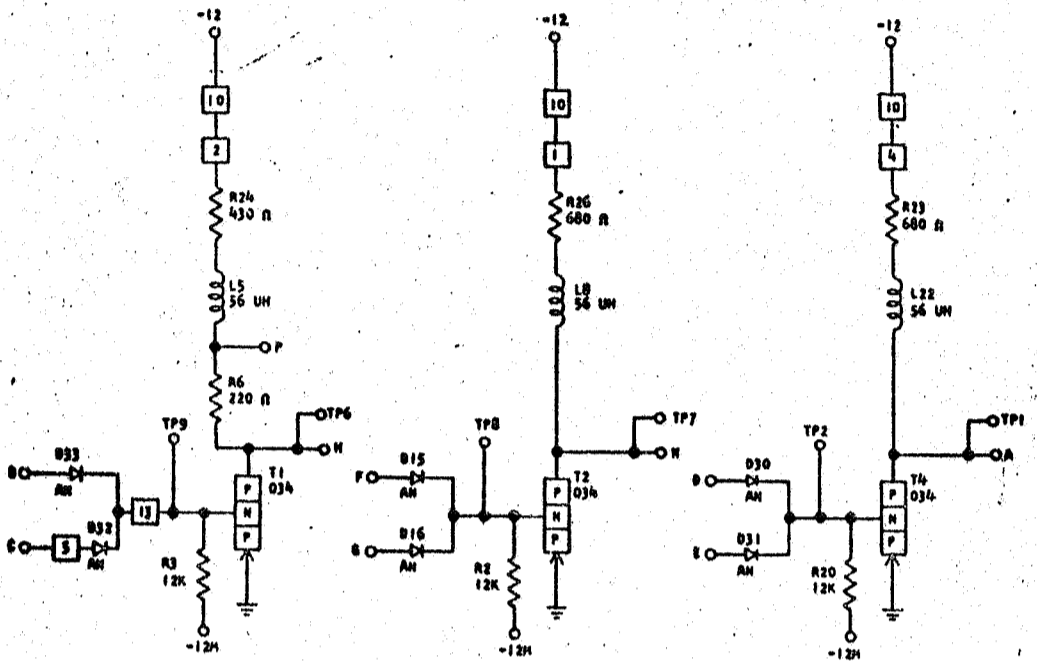 -12
10
2
R24
430 Ω
L5
56 UH
P
R6
220 Ω
TP6
TP9
D33
AN
13
C
5
D32
AN
T1
034
P
N
P
R3
12K
-12M
-12
10
1
R26
680 Ω
L8
56 UH
TP7
N
TP8
F
D15
AN
G
D16
AN
T2
034
P
N
P
R2
12K
-12M
-12
10
4
R23
680 Ω
L22
56 UH
TP1
A
TP2
D
D30
AN
E
D31
AN
T4
034
P
N
P
R20
12K
-12M